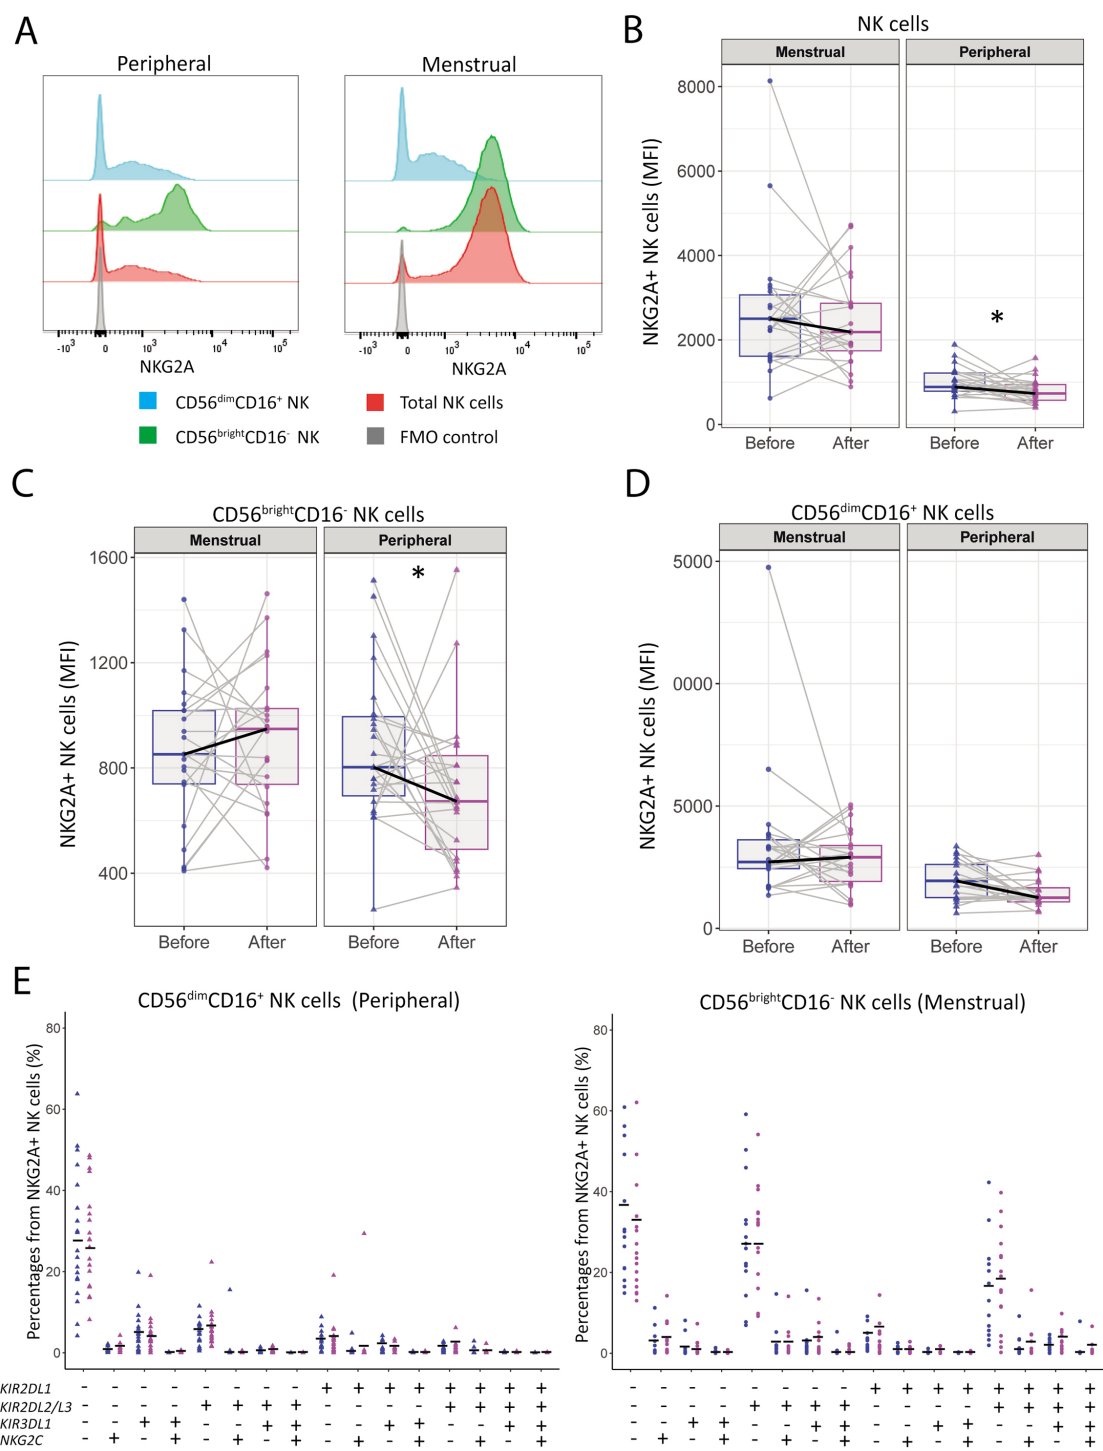 A
Peripheral
Menstrual
-10³ 0 10³ 10⁴ 10⁵
-10³ 0 10³ 10⁴ 10⁵
NKG2A
NKG2A
CD56ᵈⁱᵐCD16⁺ NK
Total NK cells
CD56ᵇʳⁱᵍʰᵗCD16⁻ NK
FMO control
B
NK cells
Menstrual
Peripheral
NKG2A+ NK cells (MFI)
8000
6000
4000
2000
0
*
Before After Before After
C
CD56ᵇʳⁱᵍʰᵗCD16⁻ NK cells
Menstrual
Peripheral
NKG2A+ NK cells (MFI)
1600
1200
800
400
*
Before After Before After
D
CD56ᵈⁱᵐCD16⁺ NK cells
Menstrual
Peripheral
NKG2A+ NK cells (MFI)
5000
0000
5000
0
Before After Before After
E
CD56ᵈⁱᵐCD16⁺ NK cells (Peripheral)
Percentages from NKG2A+ NK cells (%)
80
60
40
20
0
CD56ᵇʳⁱᵍʰᵗCD16⁻ NK cells (Menstrual)
Percentages from NKG2A+ NK cells (%)
80
60
40
20
0
KIR2DL1 - - - - - - - - + + + + + + + + - - - - - - - - + + + + + + + +
KIR2DL2/L3 - - - - + + + + - - - - + + + + - - - - + + + + - - - - + + + +
KIR3DL1 - - + + - - + + - - + + - - + + - - + + - - + + - - + + - - + +
NKG2C - + - + - + - + - + - + - + - + - + - + - + - + - + - + - + - +